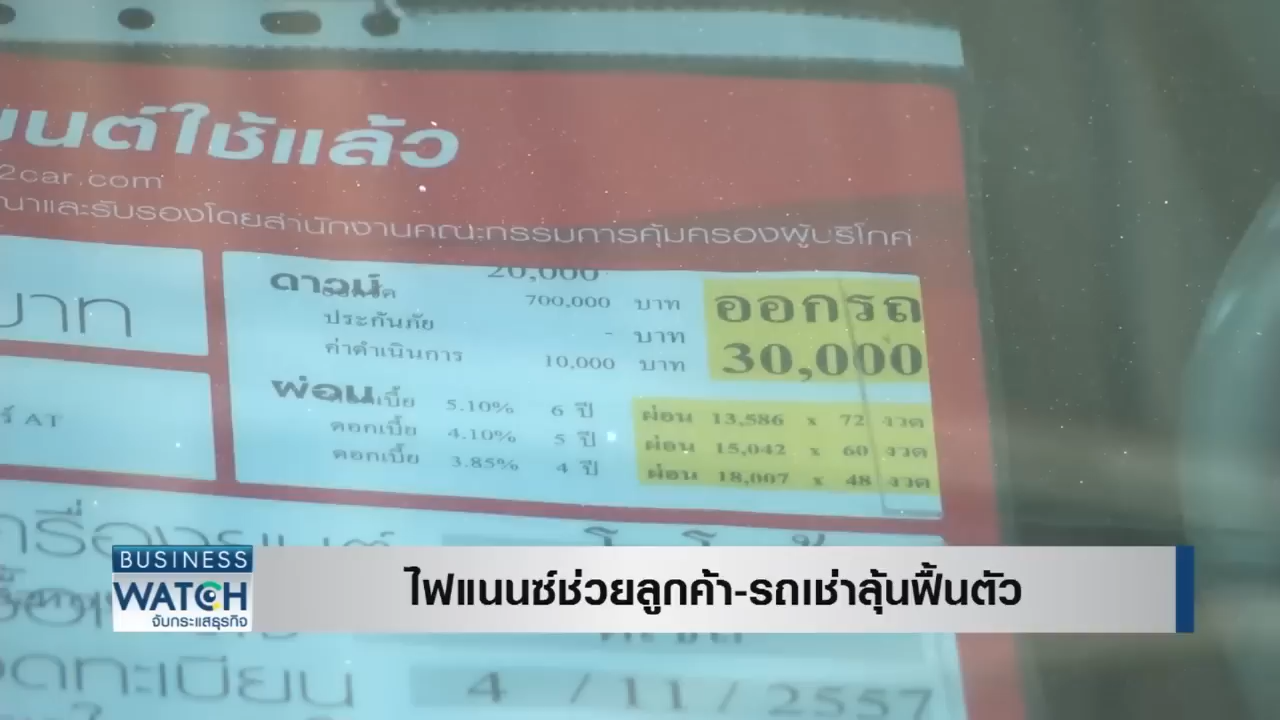 ยนต์ใช้แล้ว
2car.com
ณาและรับรองโดยสำนักงานคณะกรรมการคุ้มครองผู้บริโภค
บาท
ดาวน์ 20,000
700,000 บาท
ประกันภัย - บาท
ค่าดำเนินการ 10,000 บาท
ออกรถ
30,000
ผ่อน
ดอกเบี้ย 5.10% 6 ปี ผ่อน 13,586 x 72 งวด
ดอกเบี้ย 4.10% 5 ปี ผ่อน 15,042 x 60 งวด
ดอกเบี้ย 3.85% 4 ปี ผ่อน 18,007 x 48 งวด
ร์ AT
BUSINESS
WATCH
จับกระแสธุรกิจ
ไฟแนนซ์ช่วยลูกค้า-รถเช่าลุ้นฟื้นตัว
ดทะเบียน 4 / 11 / 2557